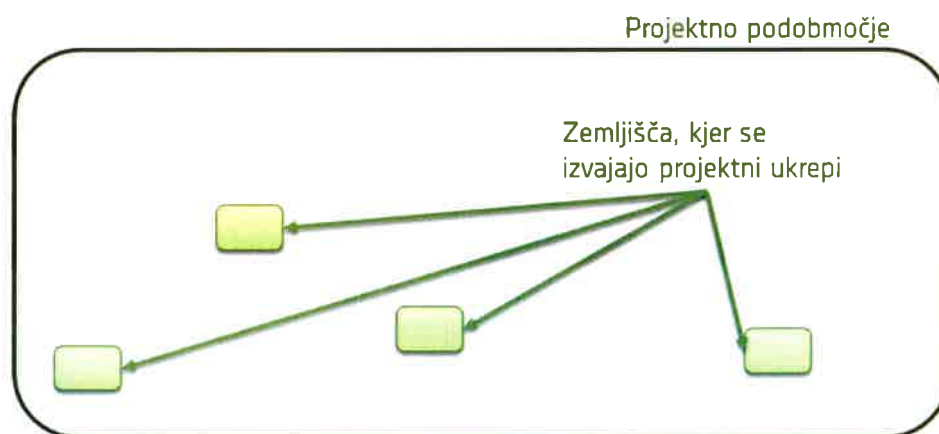 Projektno podobmočje
Zemljišča, kjer se
izvajajo projektni ukrepi